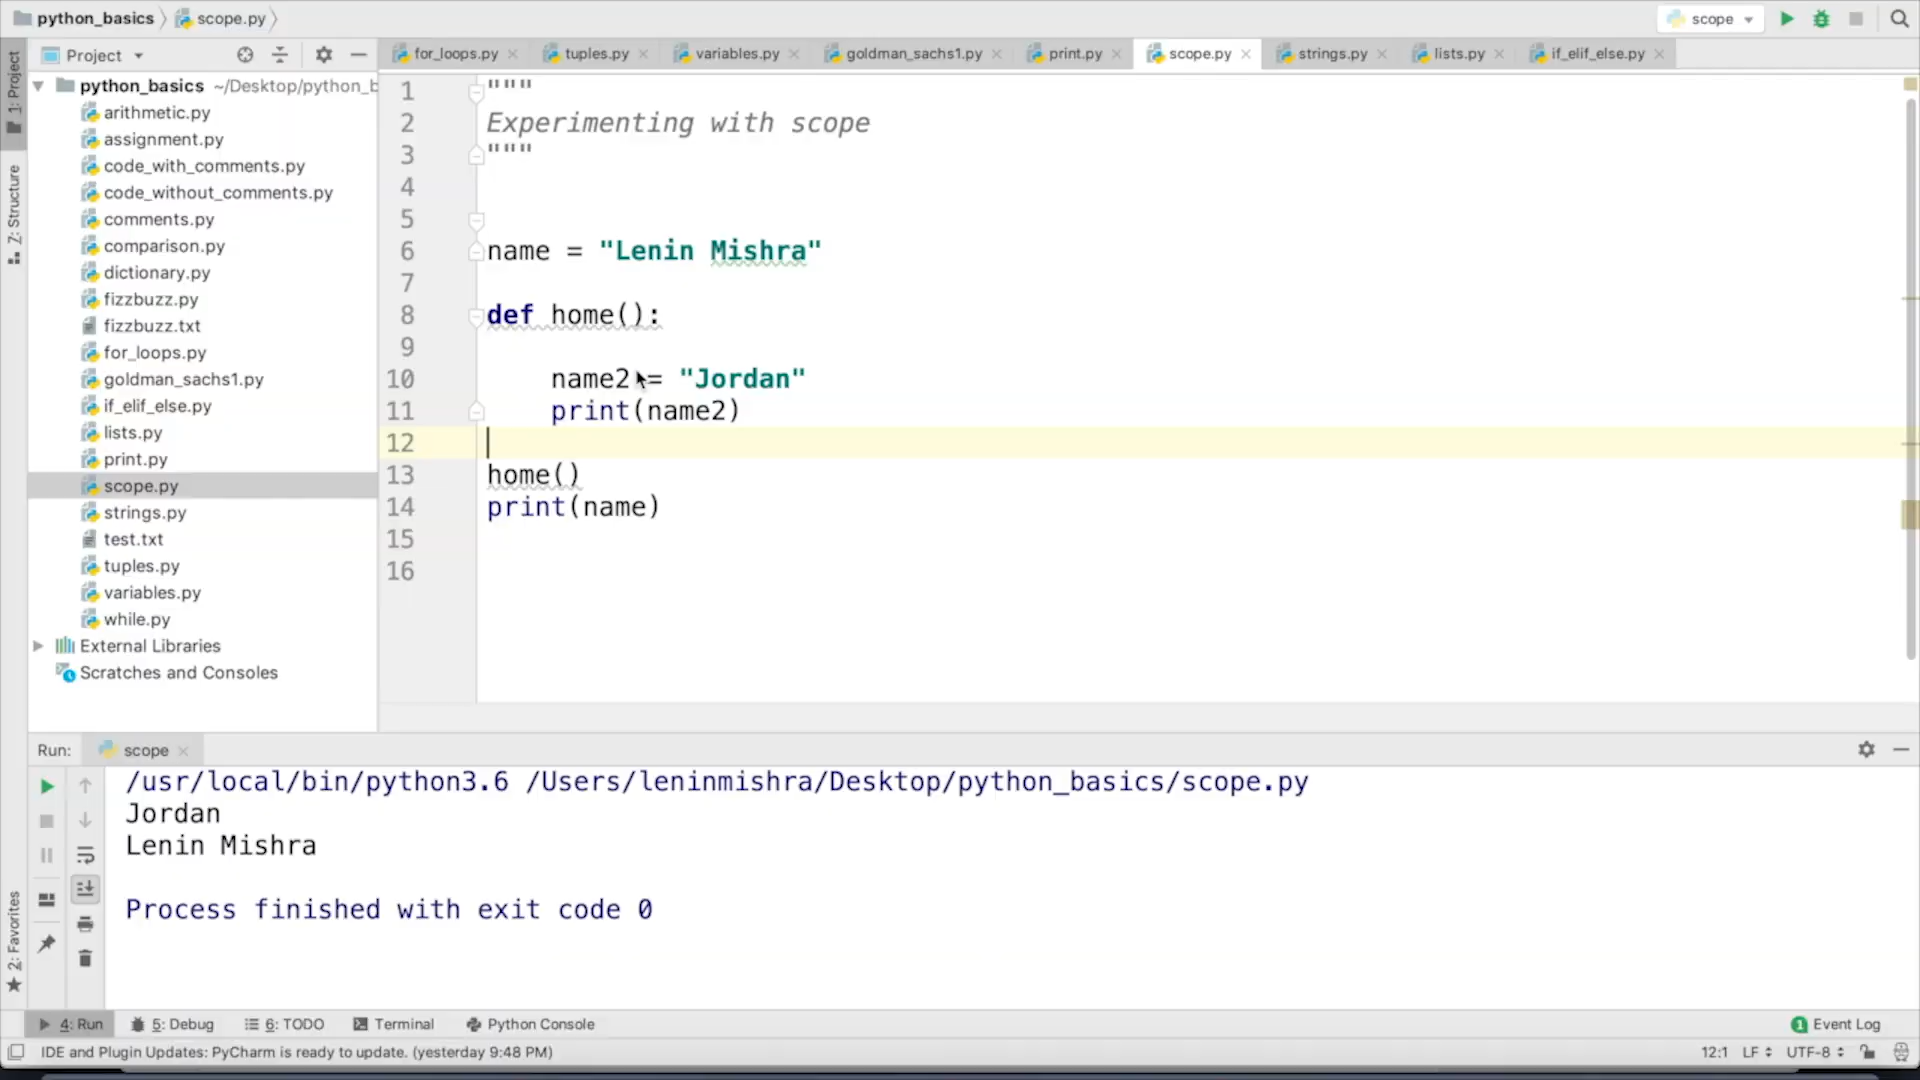 python_basics scope.py scope
1: Project
Project
for_loops.py tuples.py variables.py goldman_sachs1.py print.py scope.py strings.py lists.py if_elif_else.py
python_basics ~/Desktop/python_b
arithmetic.py
assignment.py
code_with_comments.py
code_without_comments.py
comments.py
comparison.py
dictionary.py
fizzbuzz.py
fizzbuzz.txt
for_loops.py
goldman_sachs1.py
if_elif_else.py
lists.py
print.py
scope.py
strings.py
test.txt
tuples.py
variables.py
while.py
External Libraries
Scratches and Consoles
Z: Structure
1 """
2 Experimenting with scope
3 """
4
5
6 name = "Lenin Mishra"
7
8 def home():
9
10 name2 = "Jordan"
11 print(name2)
12
13 home()
14 print(name)
15
16
Run: scope
/usr/local/bin/python3.6 /Users/leninmishra/Desktop/python_basics/scope.py
Jordan
Lenin Mishra
Process finished with exit code 0
2: Favorites
4: Run 5: Debug 6: TODO Terminal Python Console 1 Event Log
IDE and Plugin Updates: PyCharm is ready to update. (yesterday 9:48 PM) 12:1 LF UTF-8